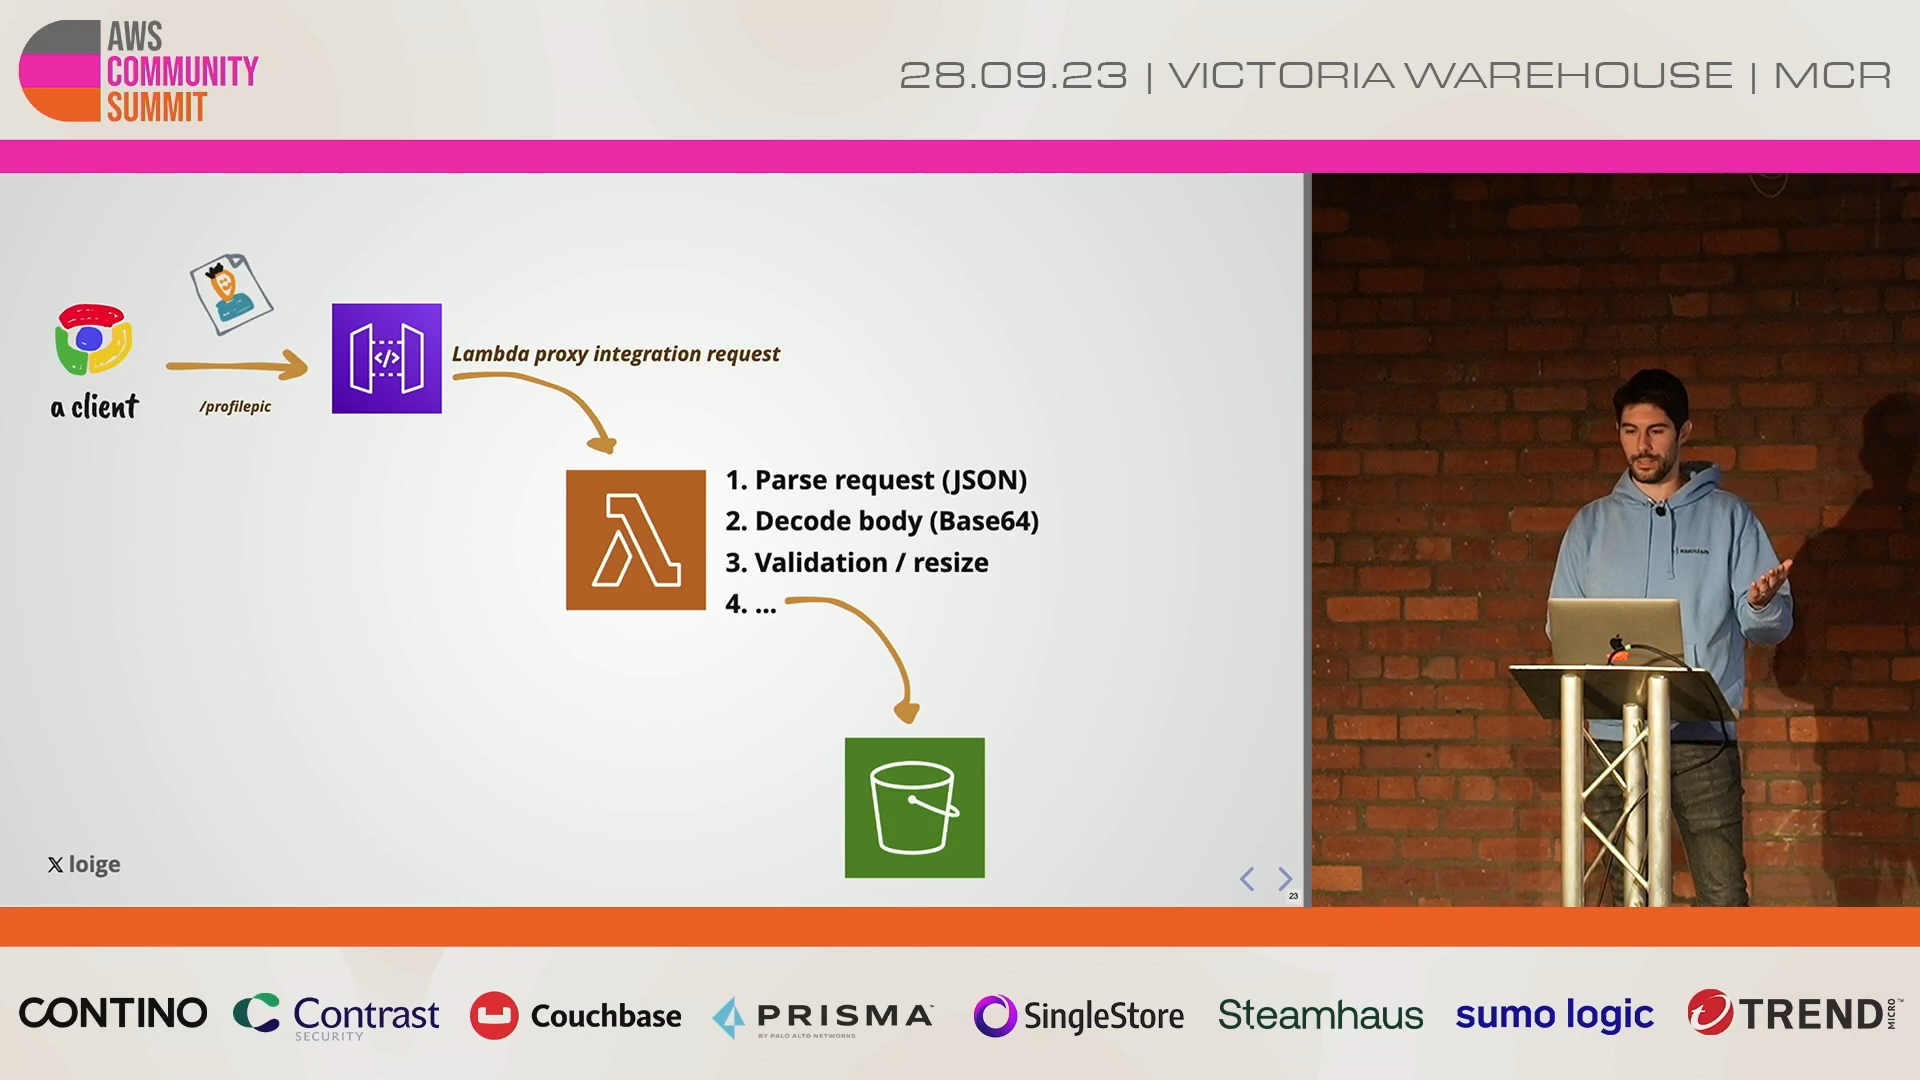 AWS
COMMUNITY
SUMMIT
28.09.23 | VICTORIA WAREHOUSE | MCR
a client
/profilepic
</>
Lambda proxy integration request
1. Parse request (JSON)
2. Decode body (Base64)
3. Validation / resize
4. ...
X loige
23
CONTINO
Contrast
SECURITY
Couchbase
PRISMA™
BY PALO ALTO NETWORKS
SingleStore
Steamhaus
sumo logic
TREND
MICRO™